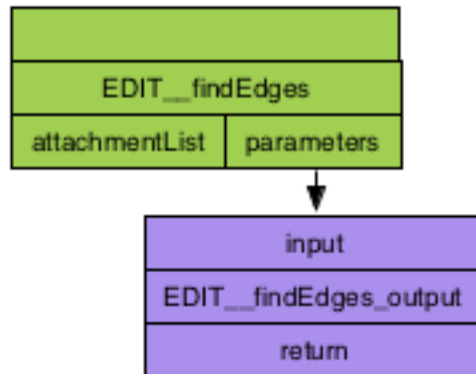 EDIT__findEdges
attachmentList parameters
input
EDIT__findEdges_output
return